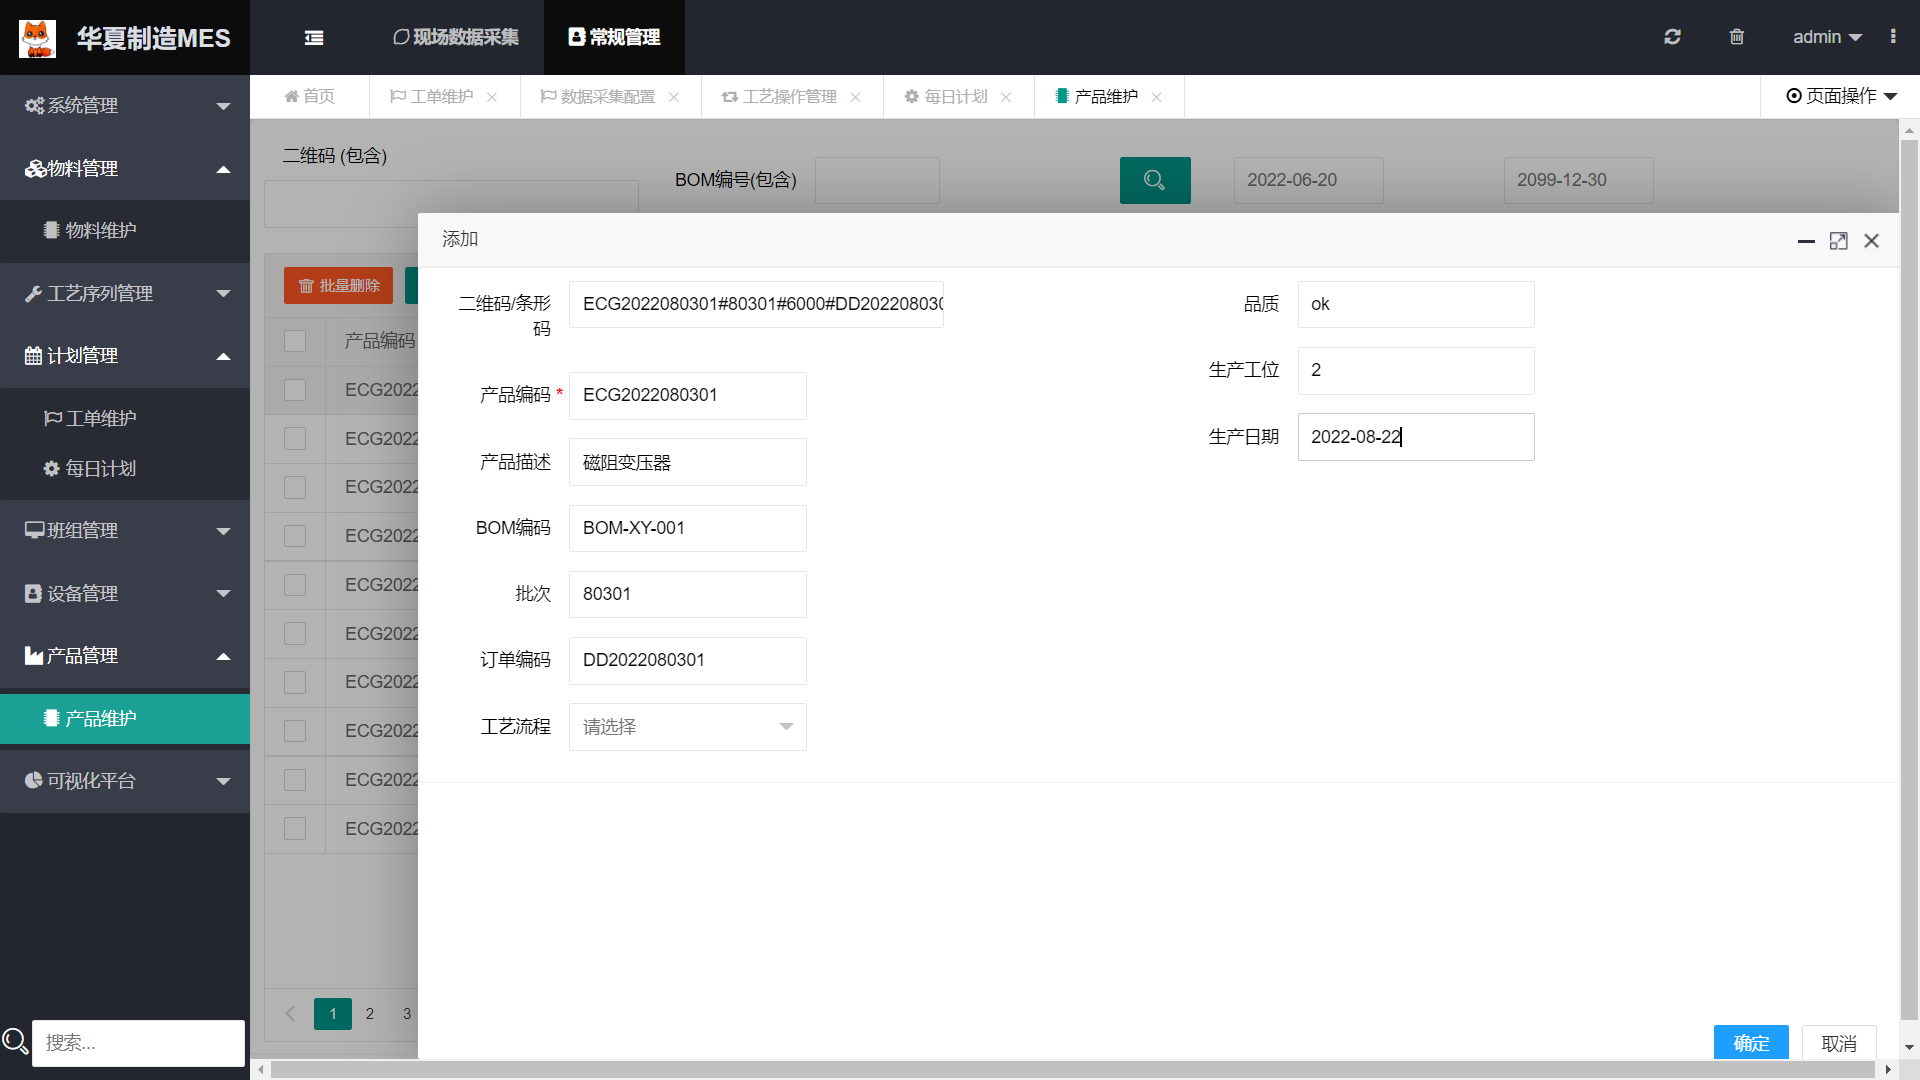 华夏制造MES
现场数据采集
常规管理
admin
系统管理
物料管理
物料维护
工艺序列管理
计划管理
工单维护
每日计划
班组管理
设备管理
产品管理
产品维护
可视化平台
搜索...
首页
工单维护
数据采集配置
工艺操作管理
每日计划
产品维护
页面操作
二维码 (包含)
BOM编号(包含)
2022-06-20
2099-12-30
批量删除
产品编码
ECG2022
ECG2022
ECG2022
ECG2022
ECG2022
ECG2022
ECG2022
ECG2022
ECG2022
ECG2022
1 2 3
添加
二维码/条形
码
ECG2022080301#80301#6000#DD20220803
产品编码 *
ECG2022080301
产品描述
磁阻变压器
BOM编码
BOM-XY-001
批次
80301
订单编码
DD2022080301
工艺流程
请选择
品质
ok
生产工位
2
生产日期
2022-08-22
确定
取消